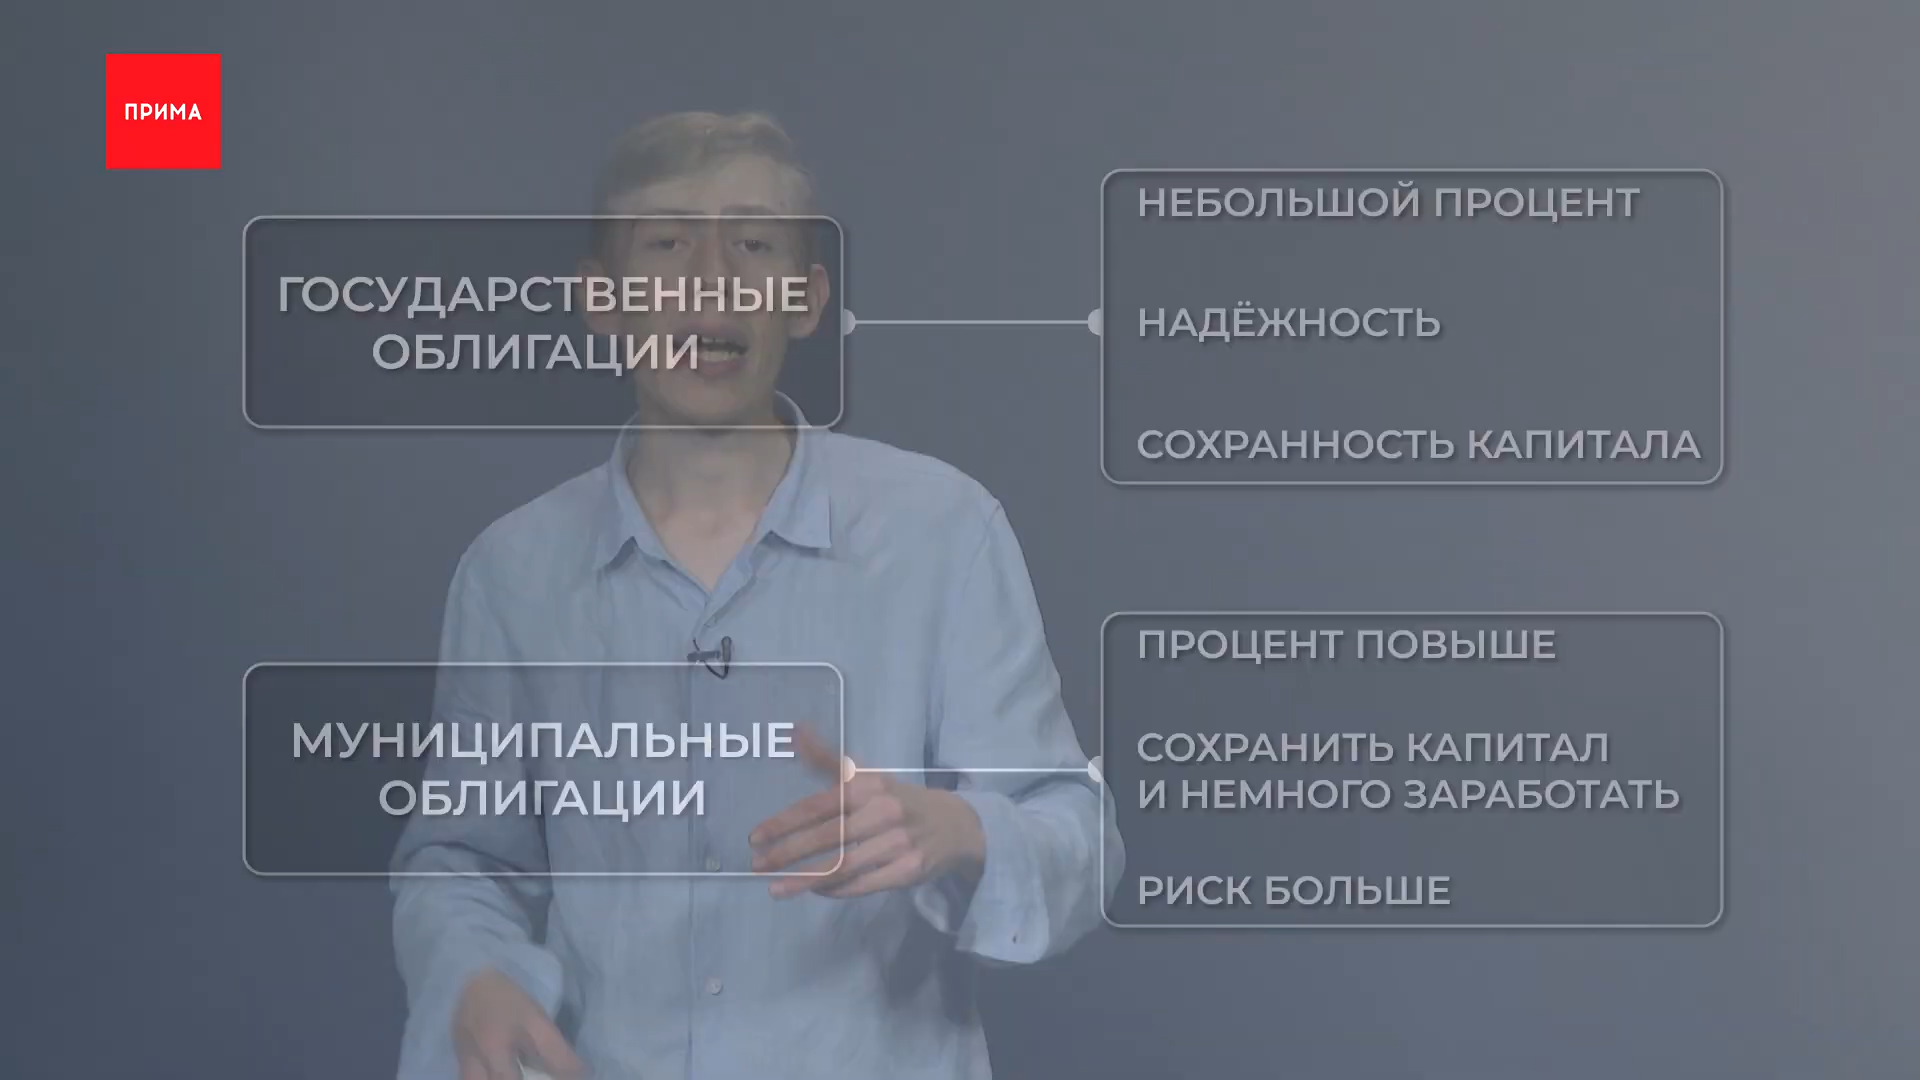 ПРИМА
ГОСУДАРСТВЕННЫЕ
ОБЛИГАЦИИ
НЕБОЛЬШОЙ ПРОЦЕНТ
НАДЁЖНОСТЬ
СОХРАННОСТЬ КАПИТАЛА
МУНИЦИПАЛЬНЫЕ
ОБЛИГАЦИИ
ПРОЦЕНТ ПОВЫШЕ
СОХРАНИТЬ КАПИТАЛ
И НЕМНОГО ЗАРАБОТАТЬ
РИСК БОЛЬШЕ